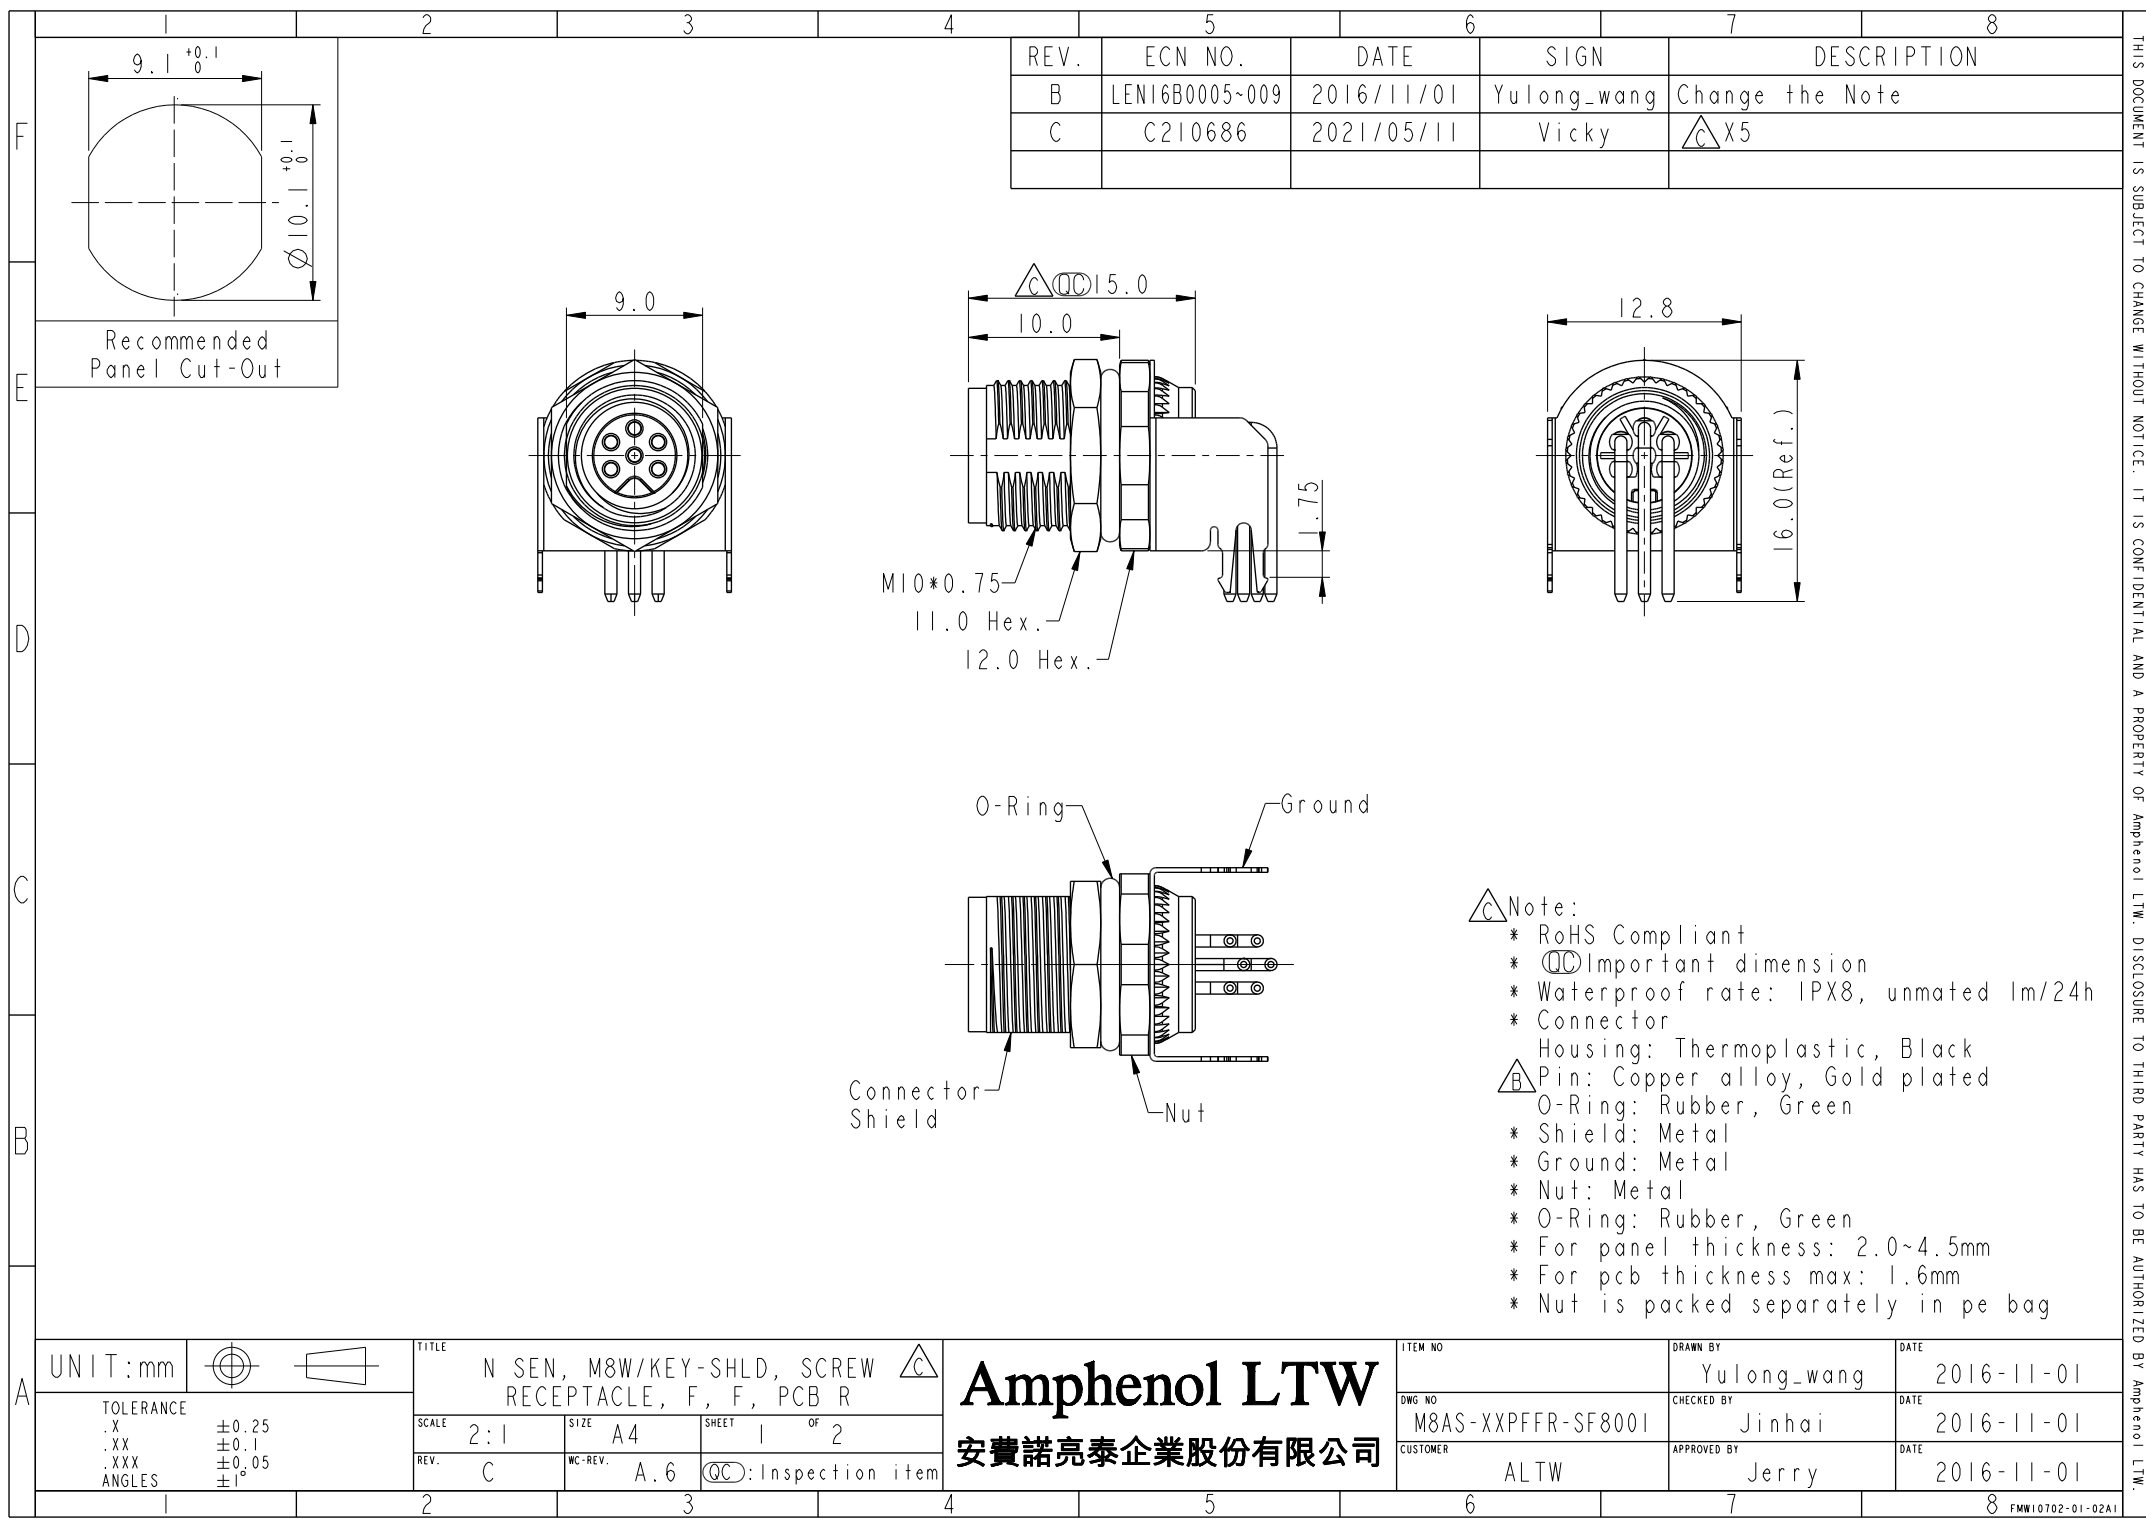 1 2 3 4 5 6 7 8
F
E
D
C
B
A
9.1 +0.1 0
Ø10.1 +0.1 0
Recommended
Panel Cut-Out
REV. ECN NO. DATE SIGN DESCRIPTION
B LEN16B0005~009 2016/11/01 Yulong_wang Change the Note
C C210686 2021/05/11 Vicky C X5
9.0
C QC 15.0
10.0
1.75
M10*0.75
11.0 Hex.
12.0 Hex.
12.8
16.0(Ref.)
O-Ring
Ground
Connector
Shield
Nut
C Note:
* RoHS Compliant
* QC Important dimension
* Waterproof rate: IPX8, unmated 1m/24h
* Connector
Housing: Thermoplastic, Black
B Pin: Copper alloy, Gold plated
O-Ring: Rubber, Green
* Shield: Metal
* Ground: Metal
* Nut: Metal
* O-Ring: Rubber, Green
* For panel thickness: 2.0~4.5mm
* For pcb thickness max: 1.6mm
* Nut is packed separately in pe bag
UNIT:mm
TOLERANCE
.X ±0.25
.XX ±0.1
.XXX ±0.05
ANGLES ±1°
TITLE
N SEN, M8W/KEY-SHLD, SCREW C
RECEPTACLE, F, F, PCB R
SCALE 2:1 SIZE A4 SHEET 1 OF 2
REV. C WC-REV. A.6 QC :Inspection item
Amphenol LTW
安費諾亮泰企業股份有限公司
ITEM NO
DWG NO M8AS-XXPFFR-SF8001
CUSTOMER ALTW
DRAWN BY Yulong_wang DATE 2016-11-01
CHECKED BY Jinhai DATE 2016-11-01
APPROVED BY Jerry DATE 2016-11-01
1 2 3 4 5 6 7 8 FMW10702-01-02A1
THIS DOCUMENT IS SUBJECT TO CHANGE WITHOUT NOTICE. IT IS CONFIDENTIAL AND A PROPERTY OF Amphenol LTW. DISCLOSURE TO THIRD PARTY HAS TO BE AUTHORIZED BY Amphenol LTW.